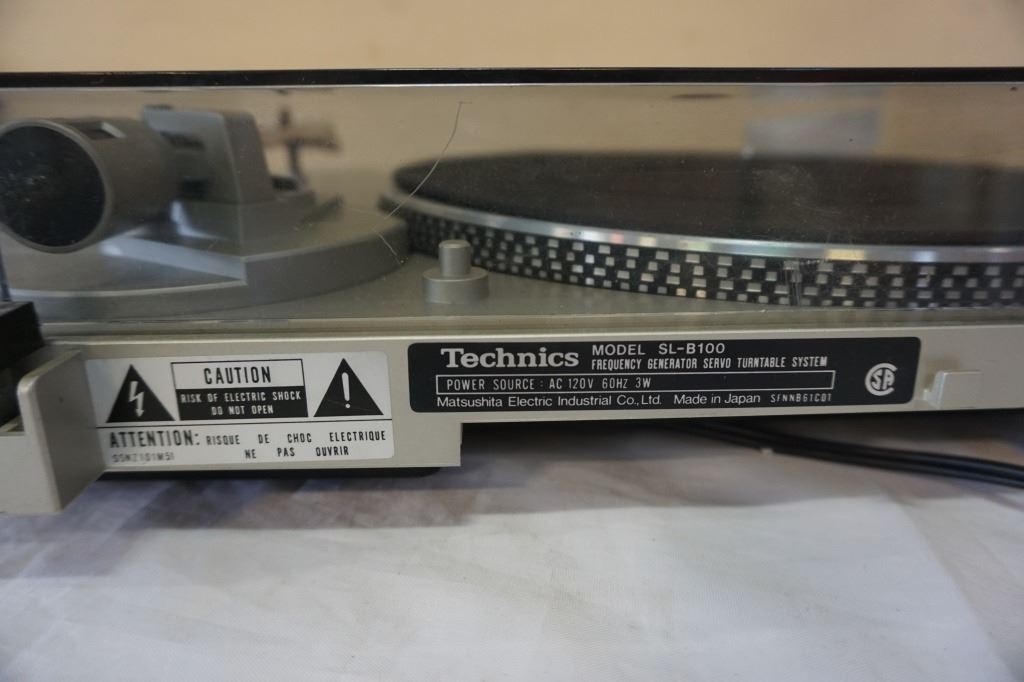 CAUTION
RISK OF ELECTRIC SHOCK
DO NOT OPEN
ATTENTION: RISQUE DE CHOC ELECTRIQUE
NE PAS OUVRIR
SSNZ101M51
Technics MODEL SL-B100
FREQUENCY GENERATOR SERVO TURNTABLE SYSTEM
POWER SOURCE : AC 120V 60HZ 3W
Matsushita Electric Industrial Co., Ltd. Made in Japan SFNNB61C01
SA